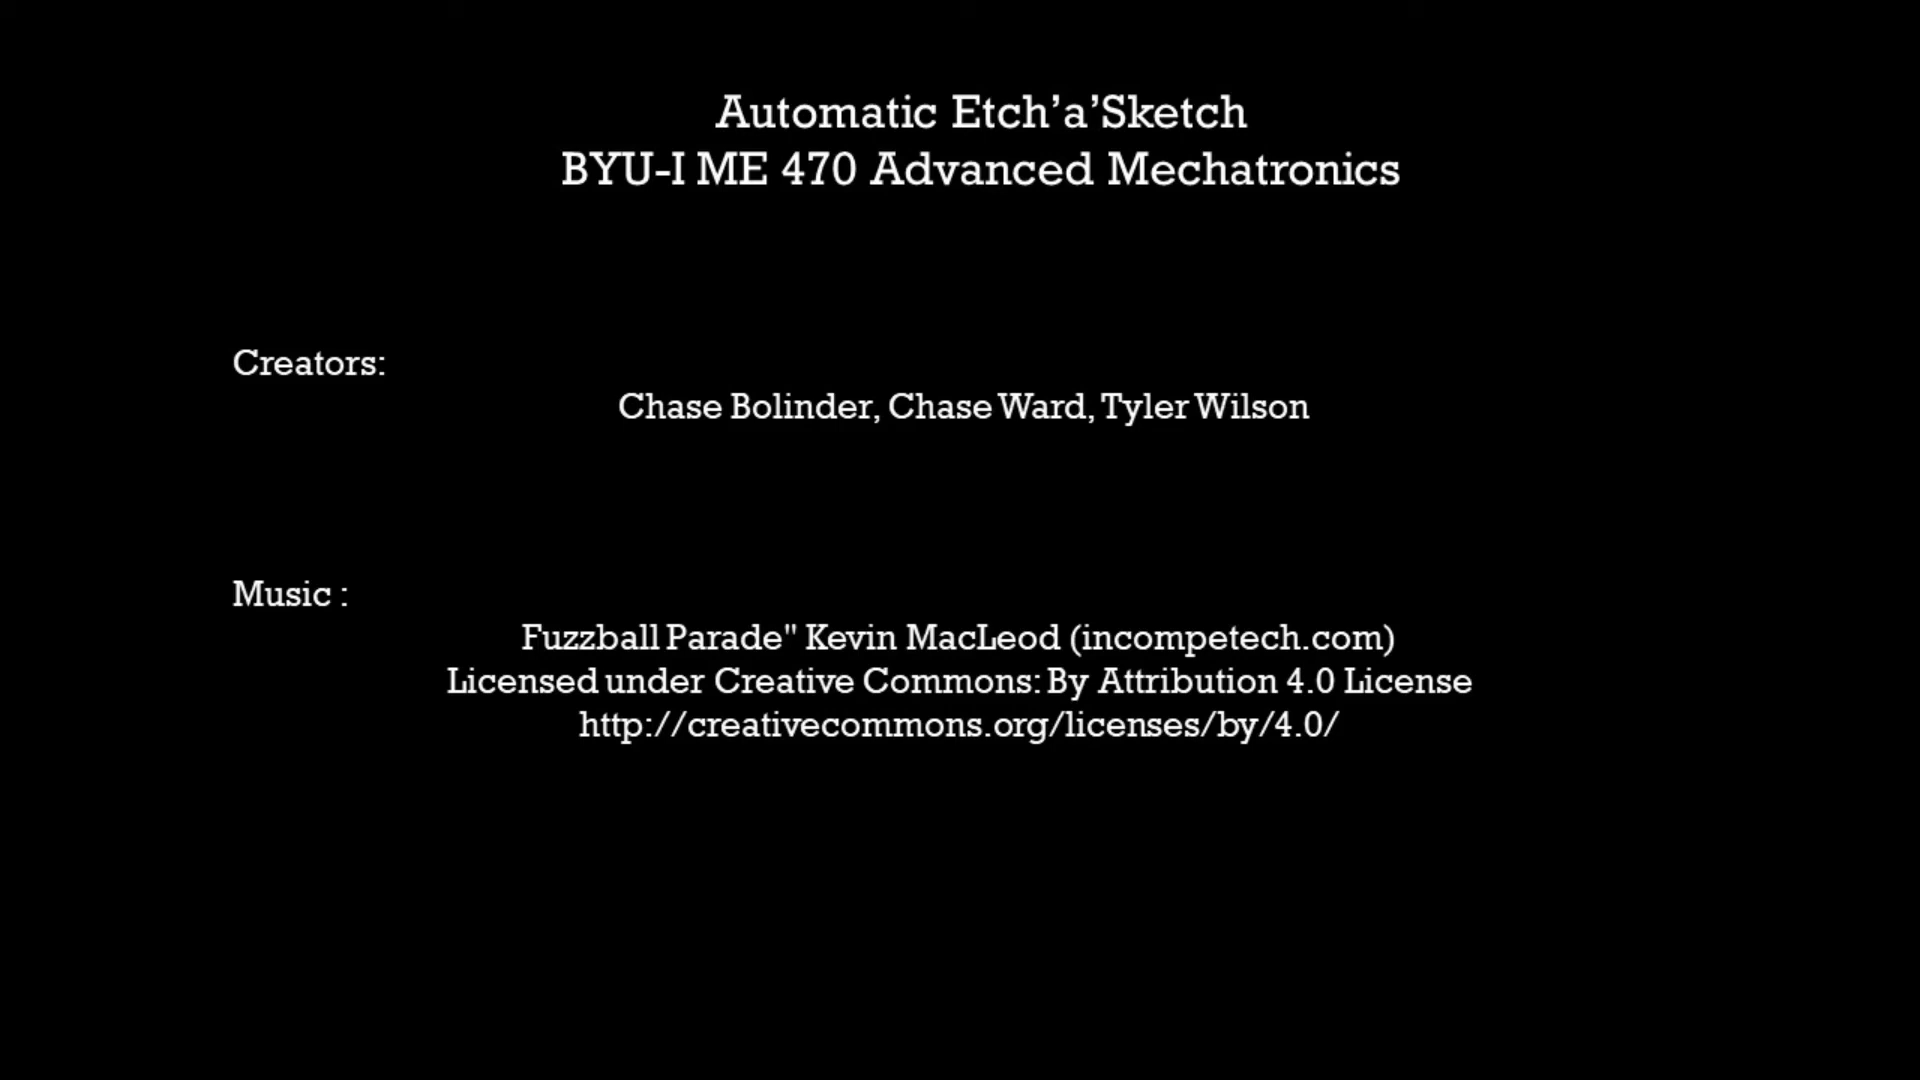 Automatic Etch’a’Sketch
BYU-I ME 470 Advanced Mechatronics
Creators:
Chase Bolinder, Chase Ward, Tyler Wilson
Music :
Fuzzball Parade" Kevin MacLeod (incompetech.com)
Licensed under Creative Commons: By Attribution 4.0 License
http://creativecommons.org/licenses/by/4.0/